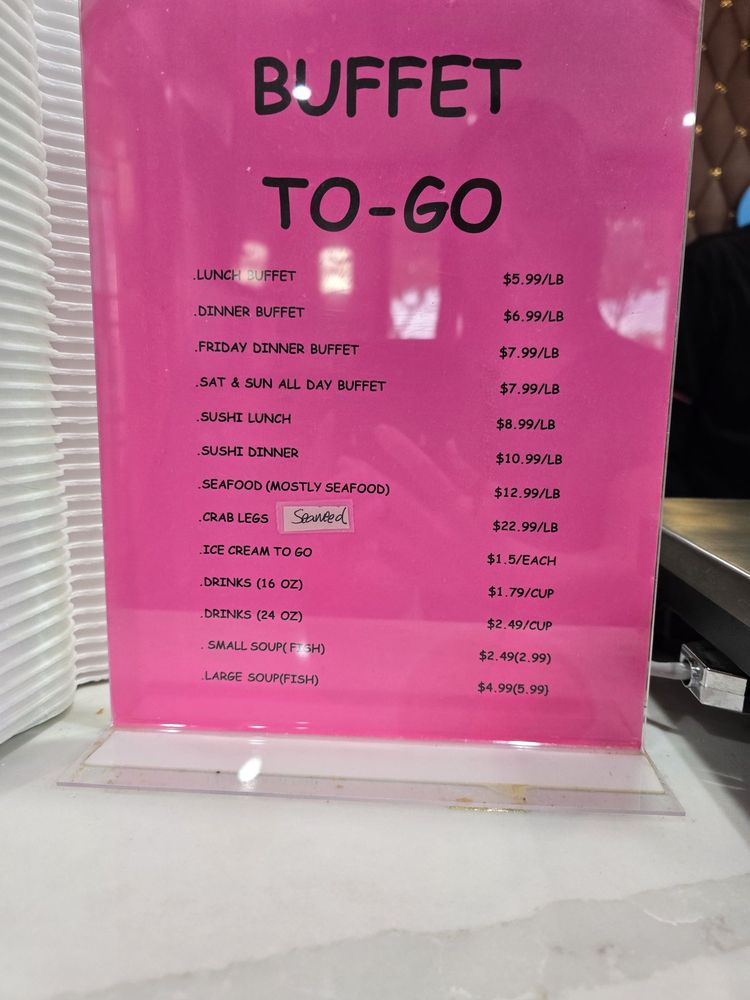 BUFFET
TO-GO
.LUNCH BUFFET $5.99/LB
.DINNER BUFFET $6.99/LB
.FRIDAY DINNER BUFFET $7.99/LB
.SAT & SUN ALL DAY BUFFET $7.99/LB
.SUSHI LUNCH $8.99/LB
.SUSHI DINNER $10.99/LB
.SEAFOOD (MOSTLY SEAFOOD) $12.99/LB
.CRAB LEGS Seaweed $22.99/LB
.ICE CREAM TO GO $1.5/EACH
.DRINKS (16 OZ) $1.79/CUP
.DRINKS (24 OZ) $2.49/CUP
. SMALL SOUP(FISH) $2.49(2.99)
.LARGE SOUP(FISH) $4.99(5.99)